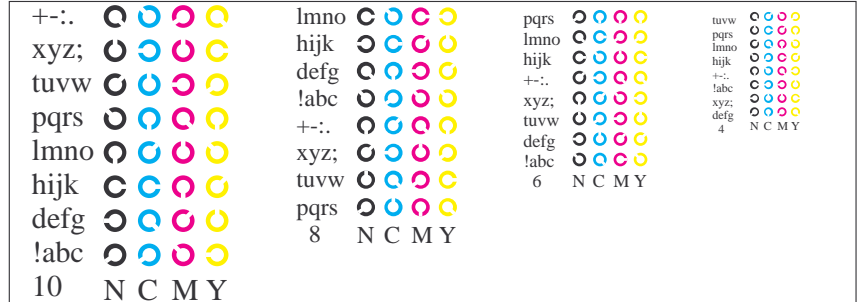 +-:.
xyz;
tuvw
pqrs
lmno
hijk
defg
!abc
10 N C M Y
lmno
hijk
defg
!abc
+-:.
xyz;
tuvw
pqrs
8 N C M Y
pqrs
lmno
hijk
+-:.
xyz;
tuvw
defg
!abc
6 N C M Y
tuvw
pqrs
lmno
hijk
+-:.
!abc
xyz;
defg
4 N C M Y